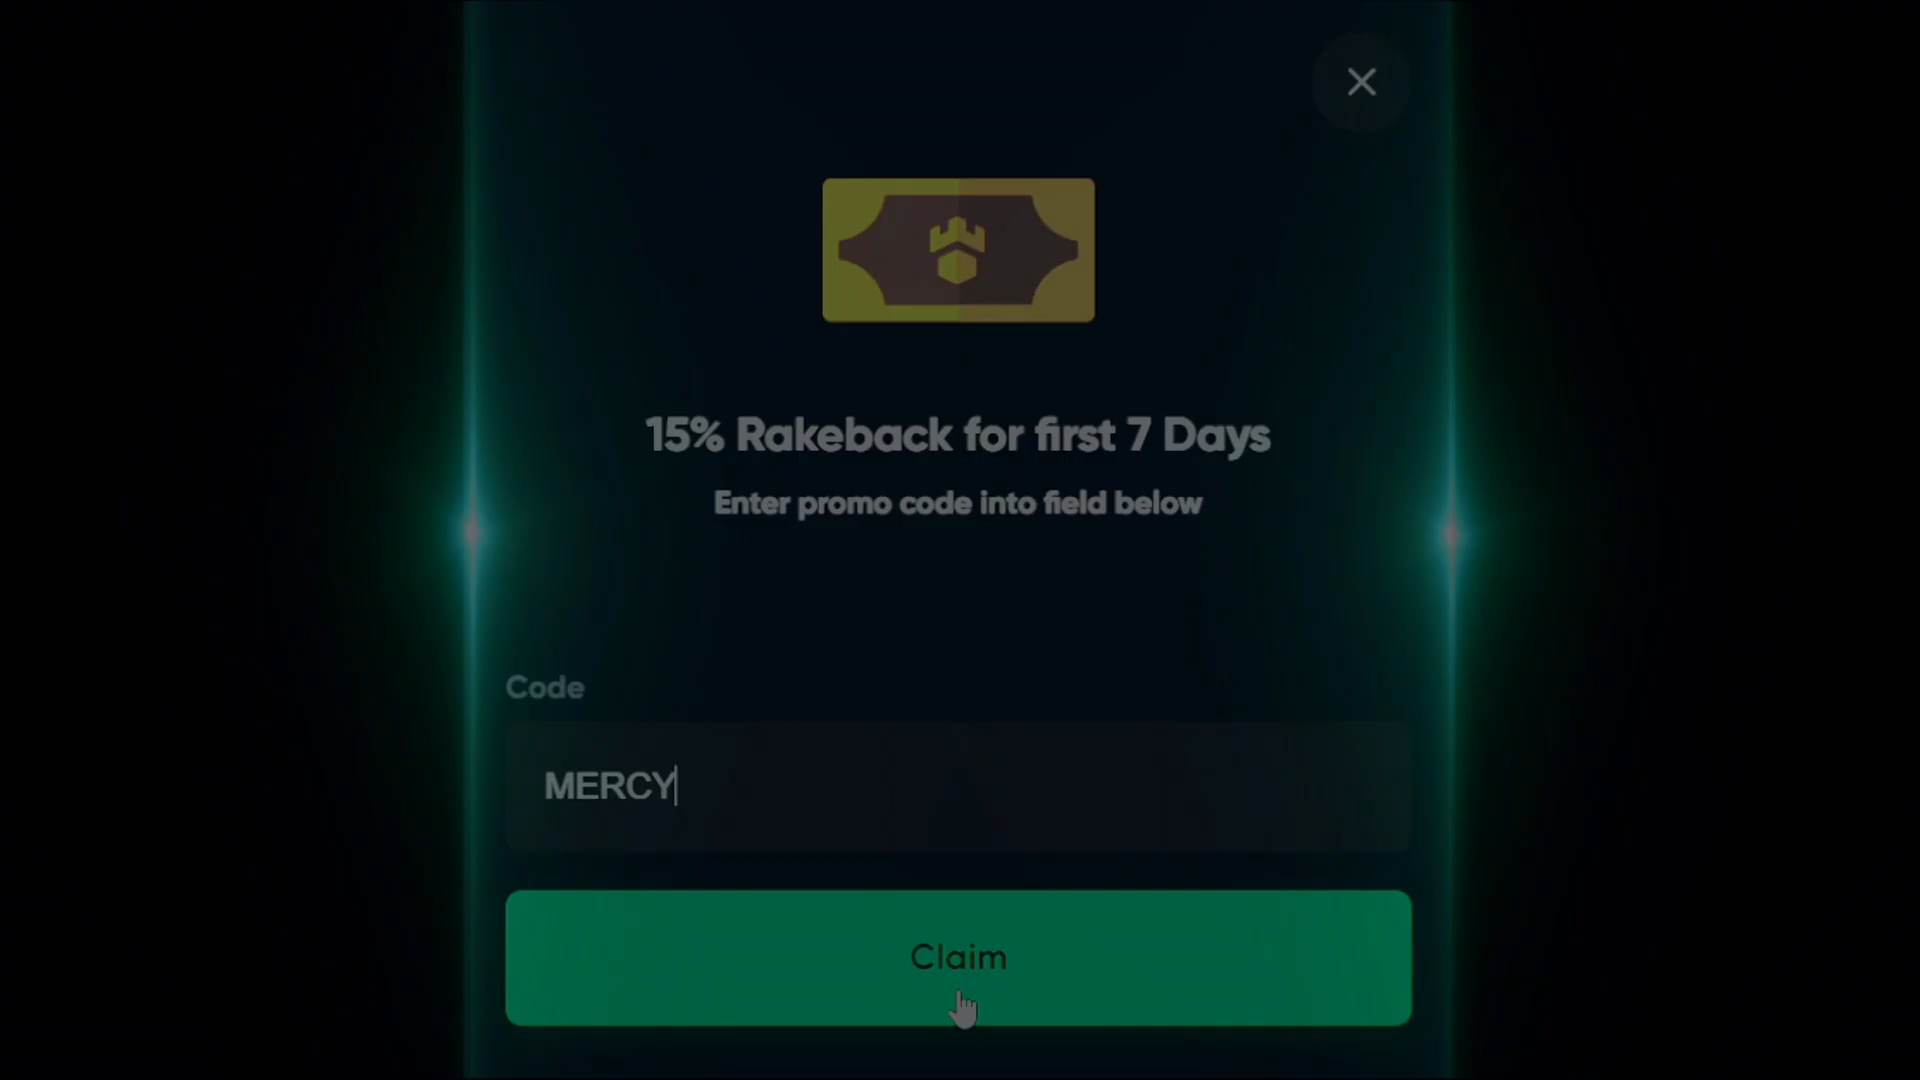 15% Rakeback for first 7 Days
Enter promo code into field below
Code
MERCY
Claim